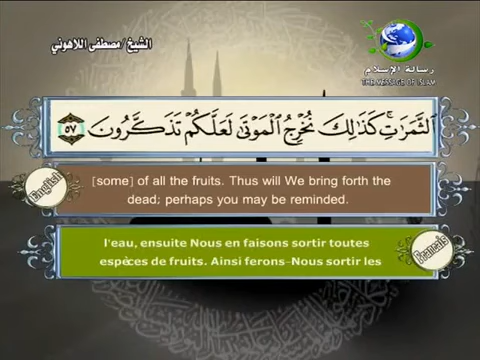 الشيخ/مصطفى اللاهوني
رسالة الإسلام
THE MESSAGE OF ISLAM
الثَّمَرَٰتِ ۚ كَذَٰلِكَ نُخْرِجُ الْمَوْتَىٰ لَعَلَّكُمْ تَذَكَّرُونَ ٥٧
English
[some] of all the fruits. Thus will We bring forth the
dead; perhaps you may be reminded.
l'eau, ensuite Nous en faisons sortir toutes
espèces de fruits. Ainsi ferons-Nous sortir les
Francais